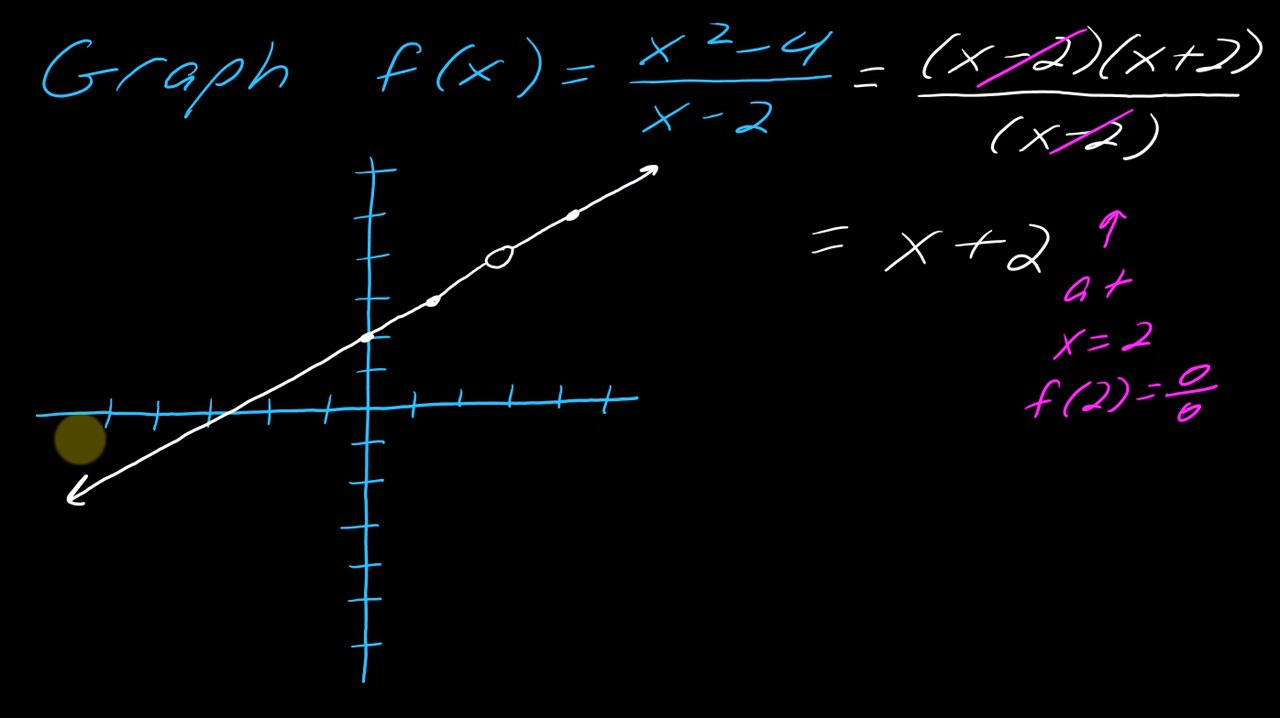 Graph f(x) = x²-4 / x-2 = (x-2)(x+2) / (x-2)
= x+2
↑
at
x=2
f(2)=0/0